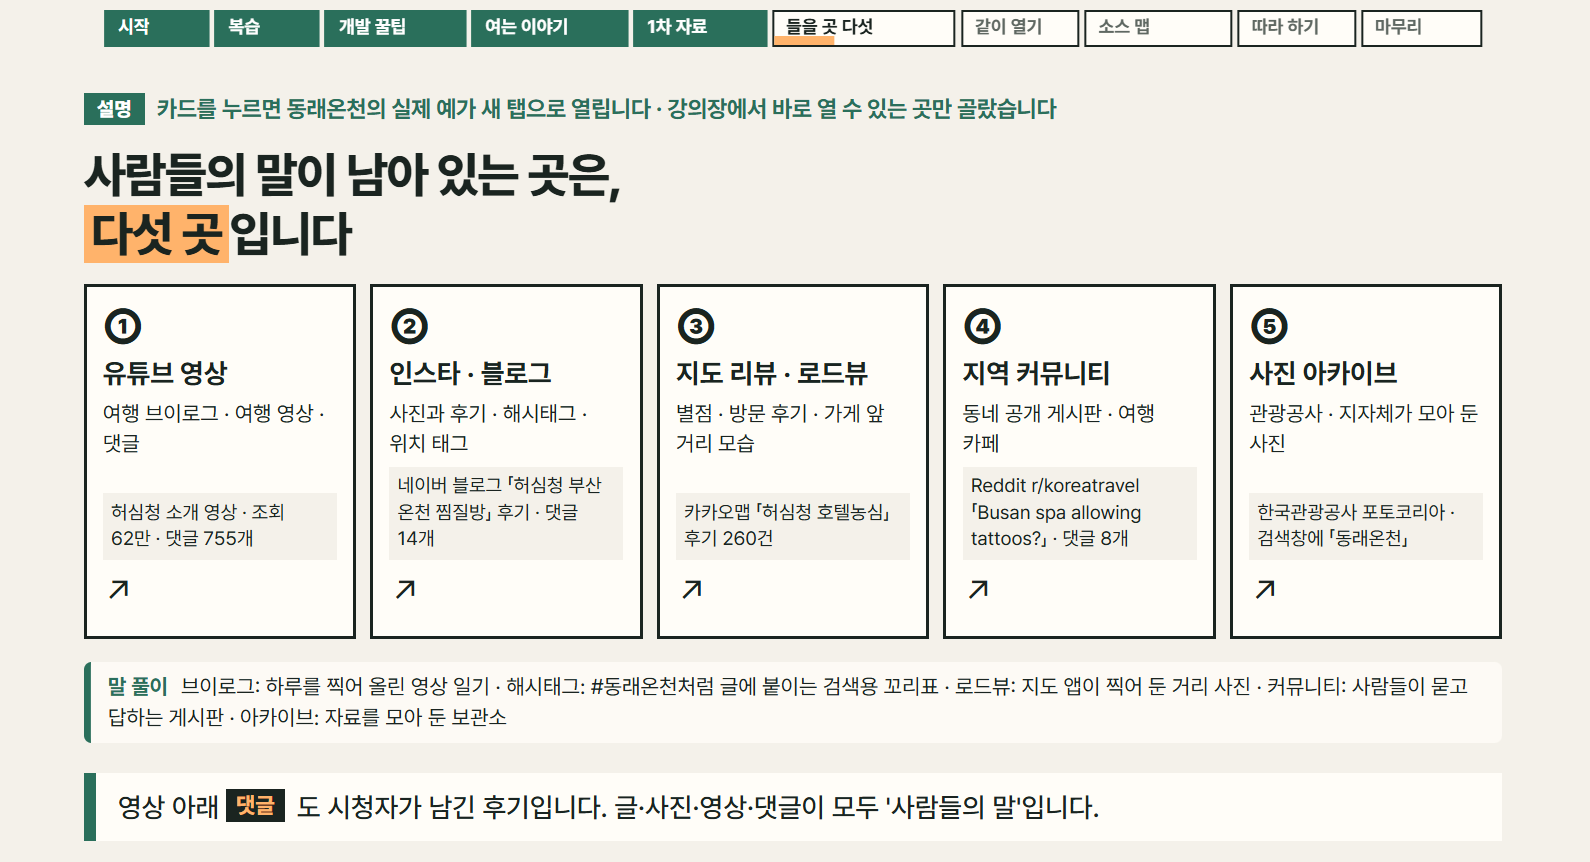 시작
복습
개발 꿀팁
여는 이야기
1차 자료
들을 곳 다섯
같이 열기
소스 맵
따라 하기
마무리
설명 카드를 누르면 동래온천의 실제 예가 새 탭으로 열립니다 · 강의장에서 바로 열 수 있는 곳만 골랐습니다
사람들의 말이 남아 있는 곳은,
다섯 곳입니다
①
유튜브 영상
여행 브이로그 · 여행 영상 ·
댓글
허심청 소개 영상 · 조회
62만 · 댓글 755개
↗
②
인스타 · 블로그
사진과 후기 · 해시태그 ·
위치 태그
네이버 블로그 「허심청 부산
온천 찜질방」 후기 · 댓글
14개
↗
③
지도 리뷰 · 로드뷰
별점 · 방문 후기 · 가게 앞
거리 모습
카카오맵 「허심청 호텔농심」
후기 260건
↗
④
지역 커뮤니티
동네 공개 게시판 · 여행
카페
Reddit r/koreatravel
「Busan spa allowing
tattoos?」 · 댓글 8개
↗
⑤
사진 아카이브
관광공사 · 지자체가 모아 둔
사진
한국관광공사 포토코리아 ·
검색창에 「동래온천」
↗
말 풀이 브이로그: 하루를 찍어 올린 영상 일기 · 해시태그: #동래온천처럼 글에 붙이는 검색용 꼬리표 · 로드뷰: 지도 앱이 찍어 둔 거리 사진 · 커뮤니티: 사람들이 묻고
답하는 게시판 · 아카이브: 자료를 모아 둔 보관소
영상 아래 댓글 도 시청자가 남긴 후기입니다. 글·사진·영상·댓글이 모두 '사람들의 말'입니다.